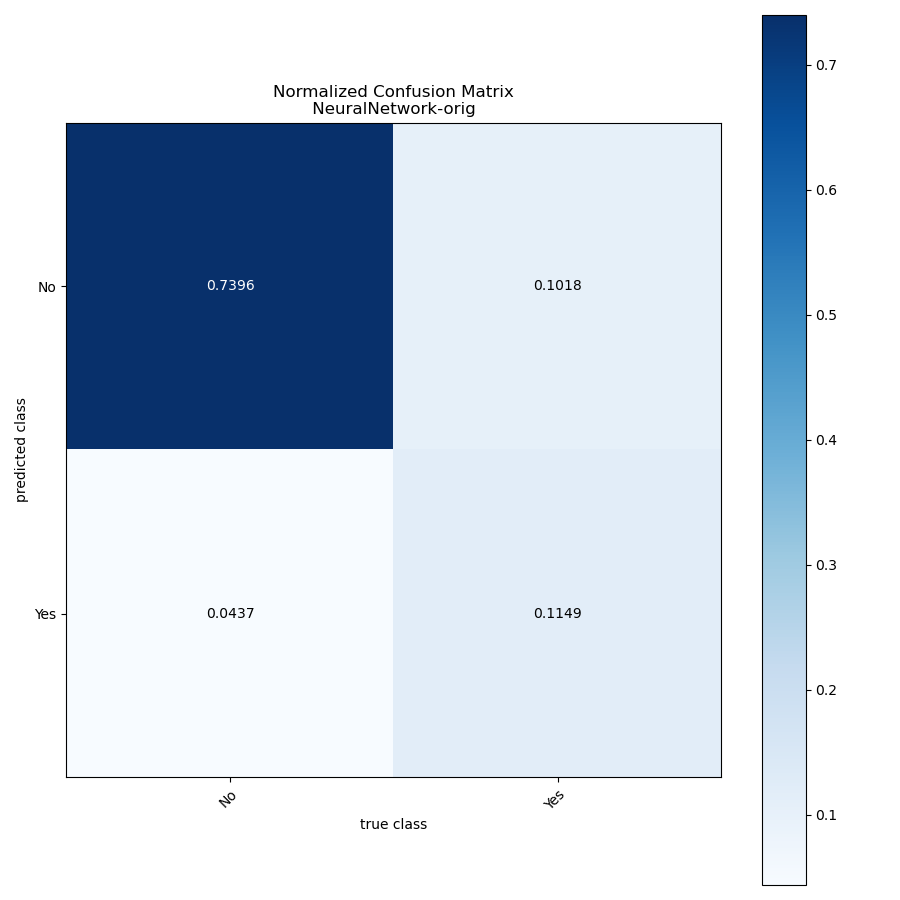 Normalized Confusion Matrix
NeuralNetwork-orig
0.7
0.6
0.5
0.4
0.3
0.2
0.1
predicted class
No
Yes
0.7396
0.1018
0.0437
0.1149
No
Yes
true class